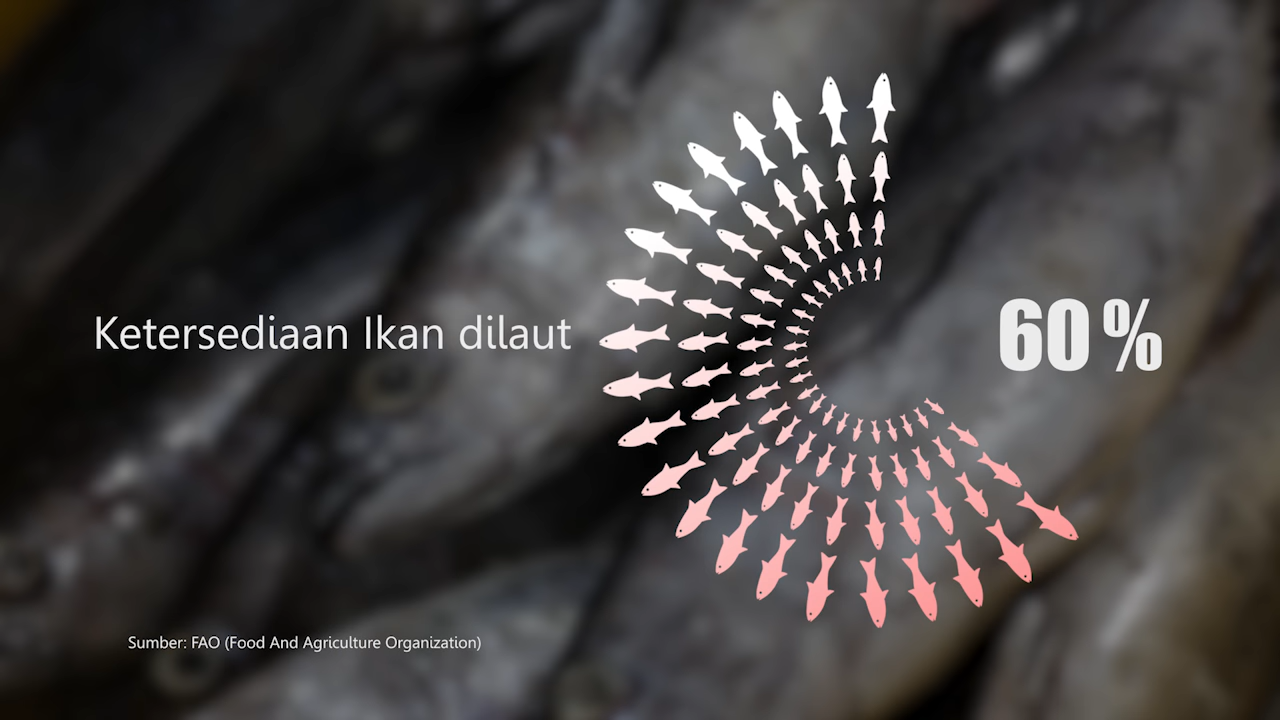 Ketersediaan Ikan dilaut
60 %
Sumber: FAO (Food And Agriculture Organization)